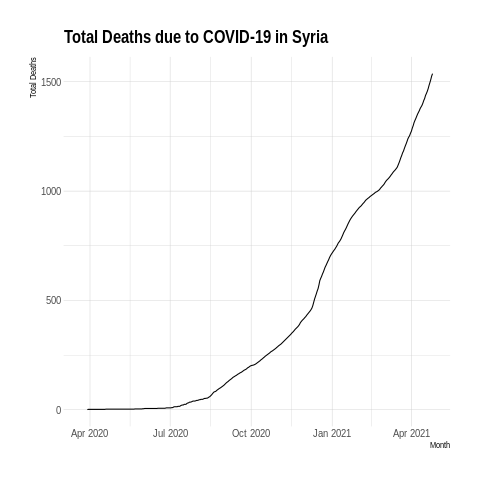 Total Deaths due to COVID-19 in Syria
Total Deaths
1500
1000
500
0
Apr 2020 Jul 2020 Oct 2020 Jan 2021 Apr 2021
Month